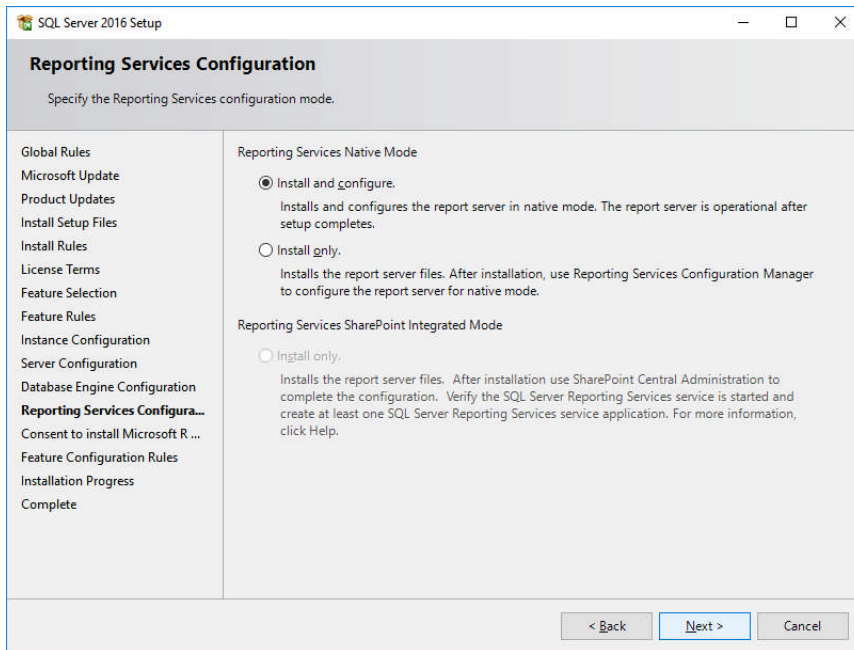 SQL Server 2016 Setup
Reporting Services Configuration
Specify the Reporting Services configuration mode.
Global Rules
Microsoft Update
Product Updates
Install Setup Files
Install Rules
License Terms
Feature Selection
Feature Rules
Instance Configuration
Server Configuration
Database Engine Configuration
Reporting Services Configura...
Consent to install Microsoft R ...
Feature Configuration Rules
Installation Progress
Complete
Reporting Services Native Mode
Install and configure.
Installs and configures the report server in native mode. The report server is operational after
setup completes.
Install only.
Installs the report server files. After installation, use Reporting Services Configuration Manager
to configure the report server for native mode.
Reporting Services SharePoint Integrated Mode
Install only.
Installs the report server files. After installation use SharePoint Central Administration to
complete the configuration. Verify the SQL Server Reporting Services service is started and
create at least one SQL Server Reporting Services service application. For more information,
click Help.
< Back
Next >
Cancel